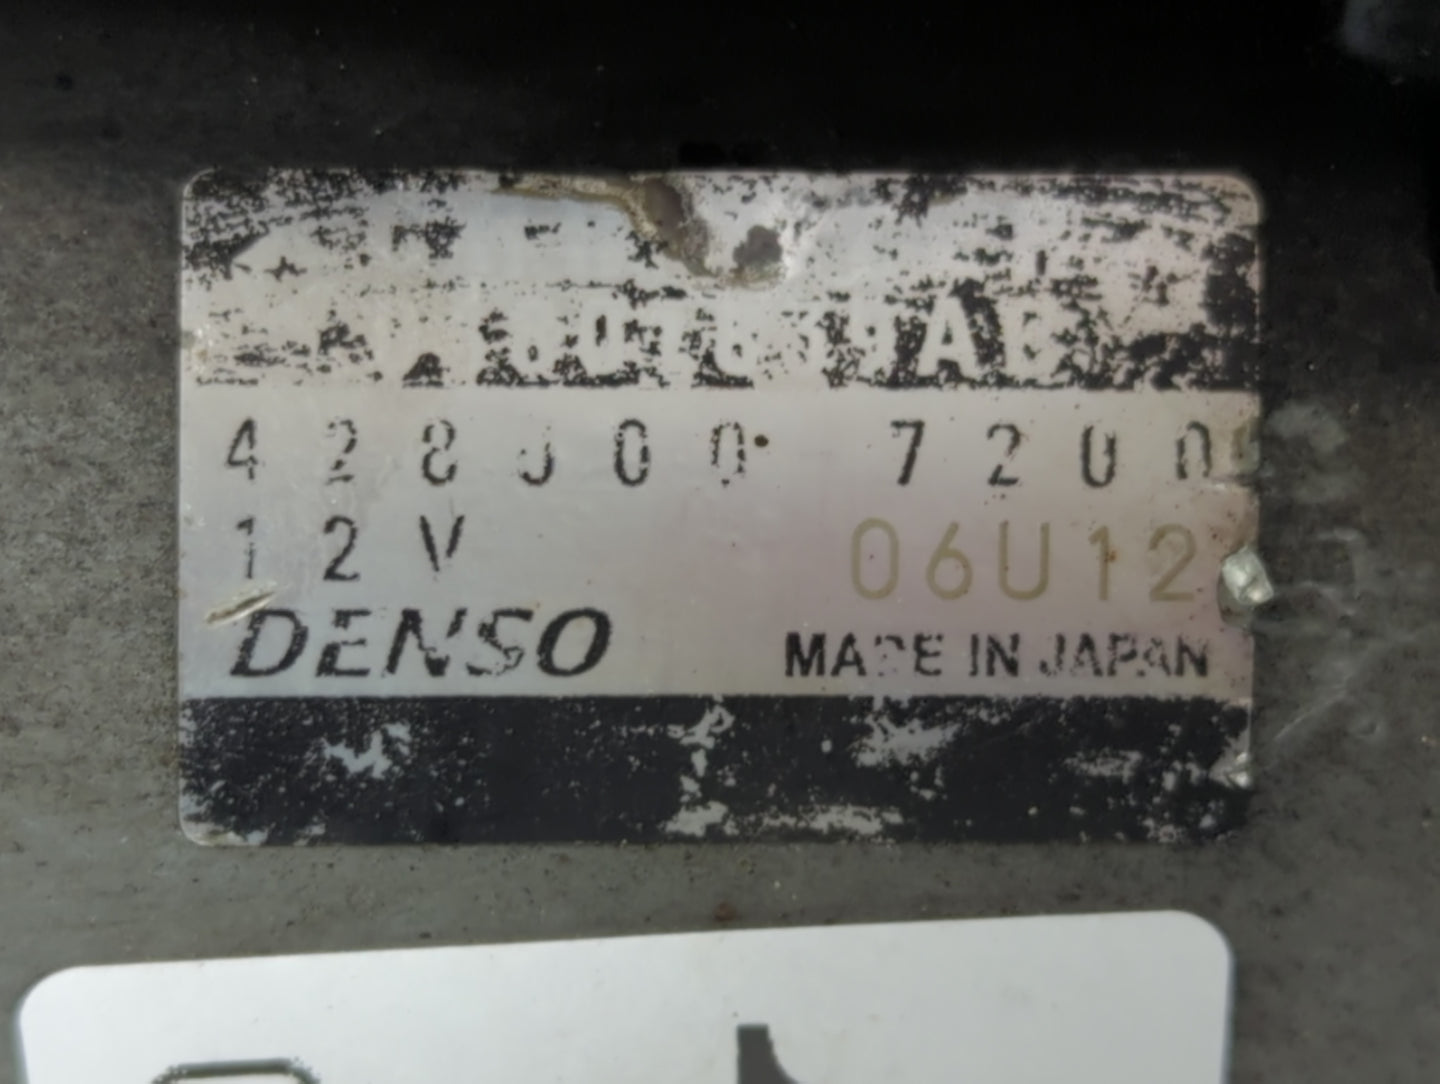 428000 7200
12V 06U12
DENSO MADE IN JAPAN